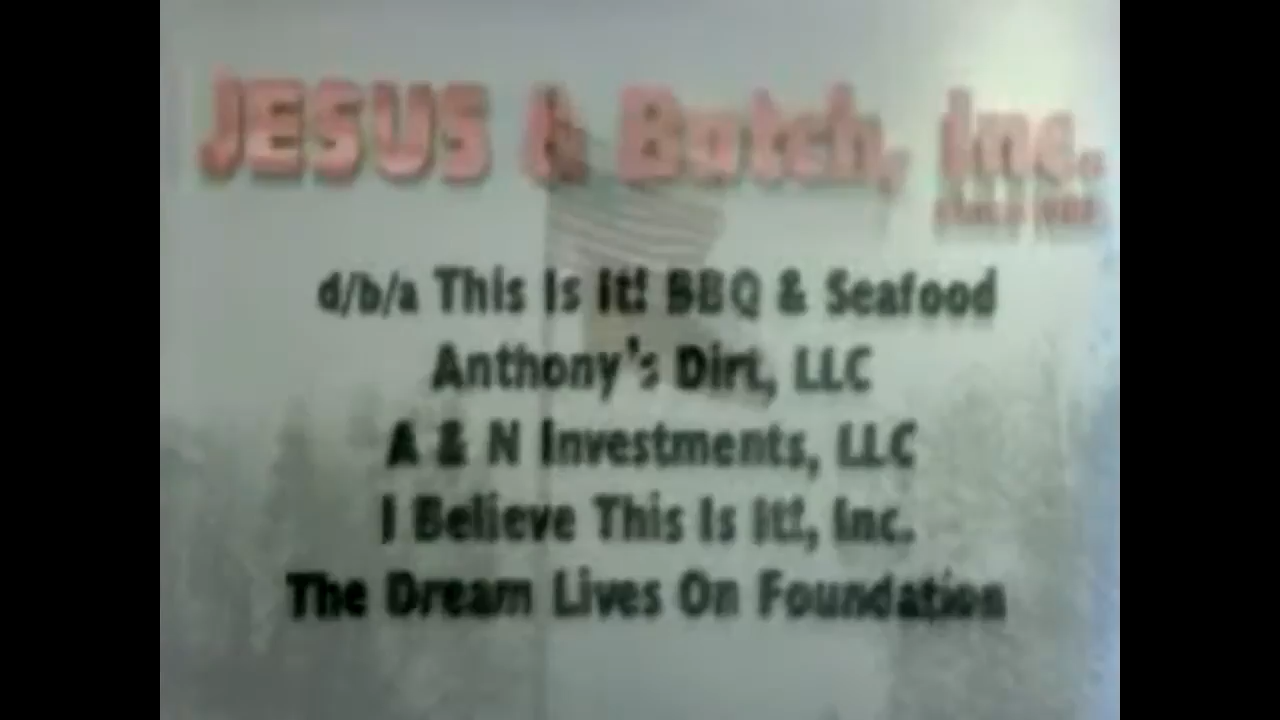 JESUS & Butch, Inc.
d/b/a This Is It! BBQ & Seafood
Anthony's Dirt, LLC
A & N Investments, LLC
I Believe This Is It!, Inc.
The Dream Lives On Foundation